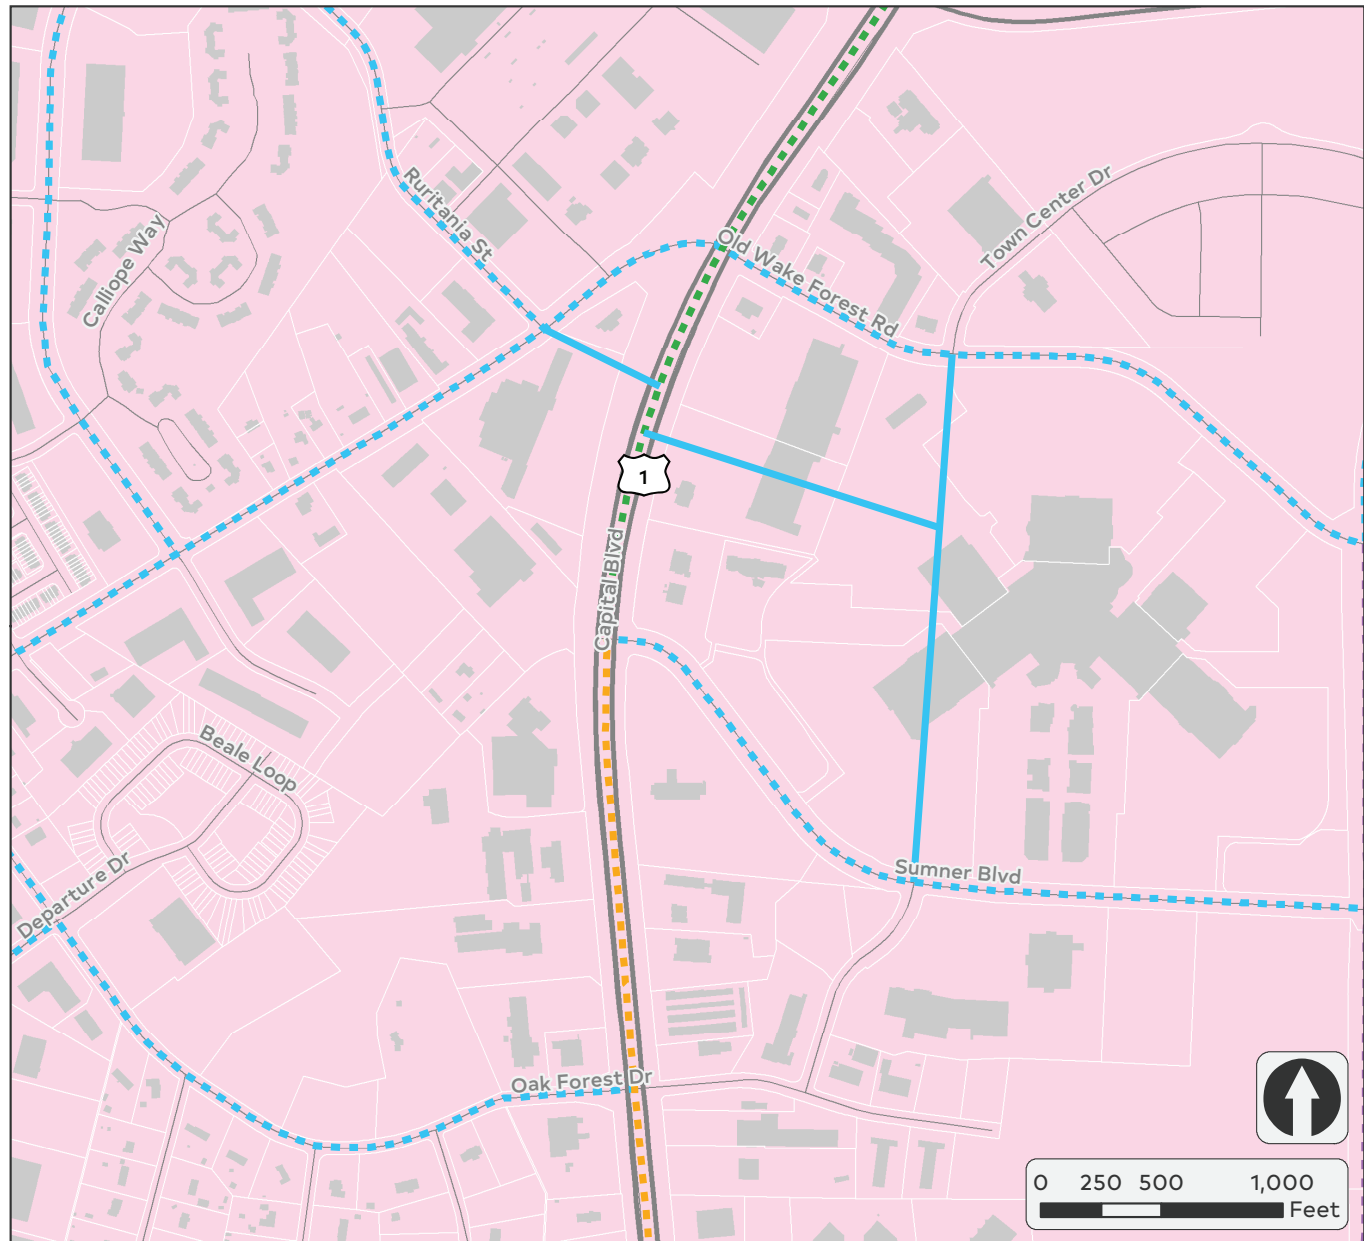 Ruritania St
Town Center Dr
Calliope Way
Old Wake Forest Rd
1
Capital Blvd
Beale Loop
Departure Dr
Sumner Blvd
Oak Forest Dr
0 250 500 1,000
Feet